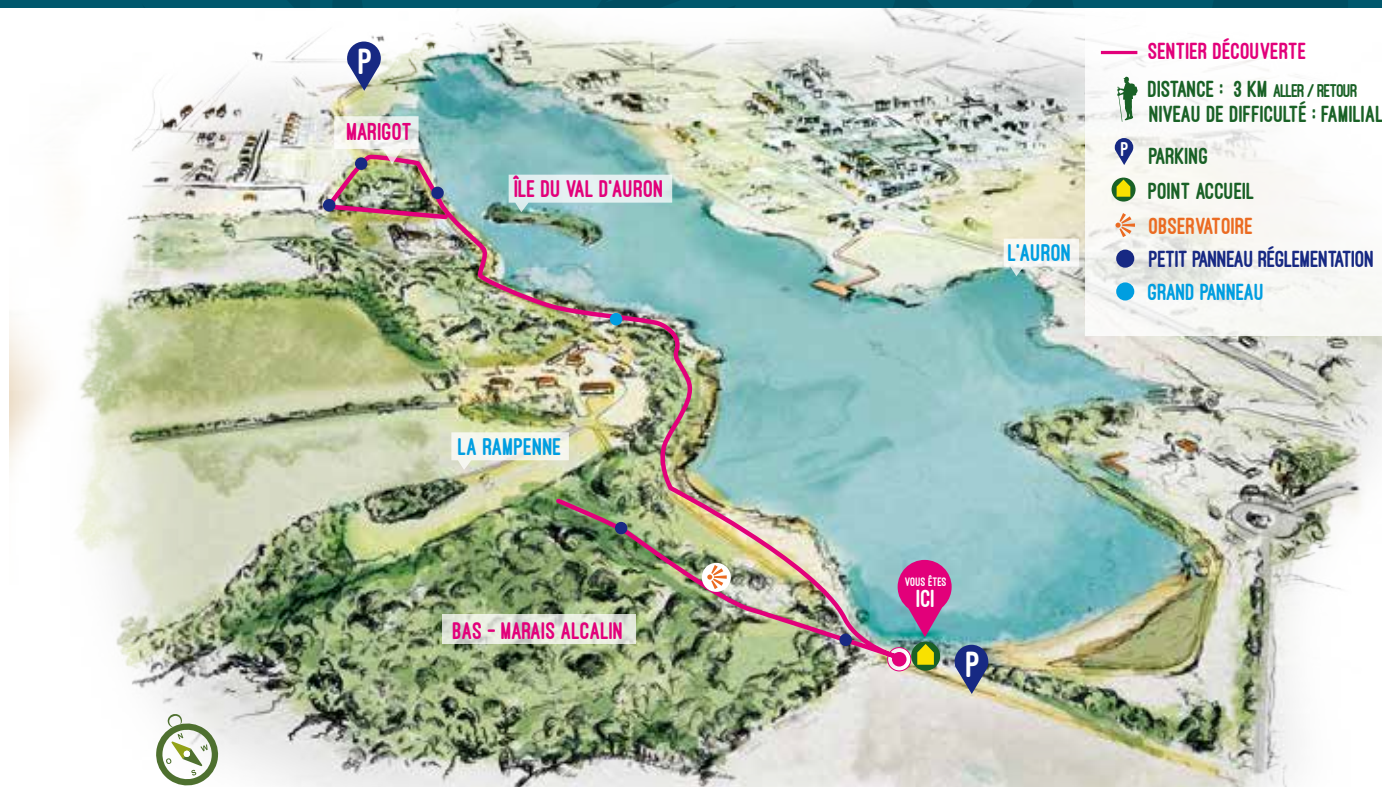 P
MARIGOT
ÎLE DU VAL D'AURON
L'AURON
LA RAMPENNE
BAS - MARAIS ALCALIN
VOUS ÊTES
ICI
P
N
W
O
S
SENTIER DÉCOUVERTE
DISTANCE : 3 KM ALLER / RETOUR
NIVEAU DE DIFFICULTÉ : FAMILIAL
P PARKING
POINT ACCUEIL
OBSERVATOIRE
PETIT PANNEAU RÉGLEMENTATION
GRAND PANNEAU